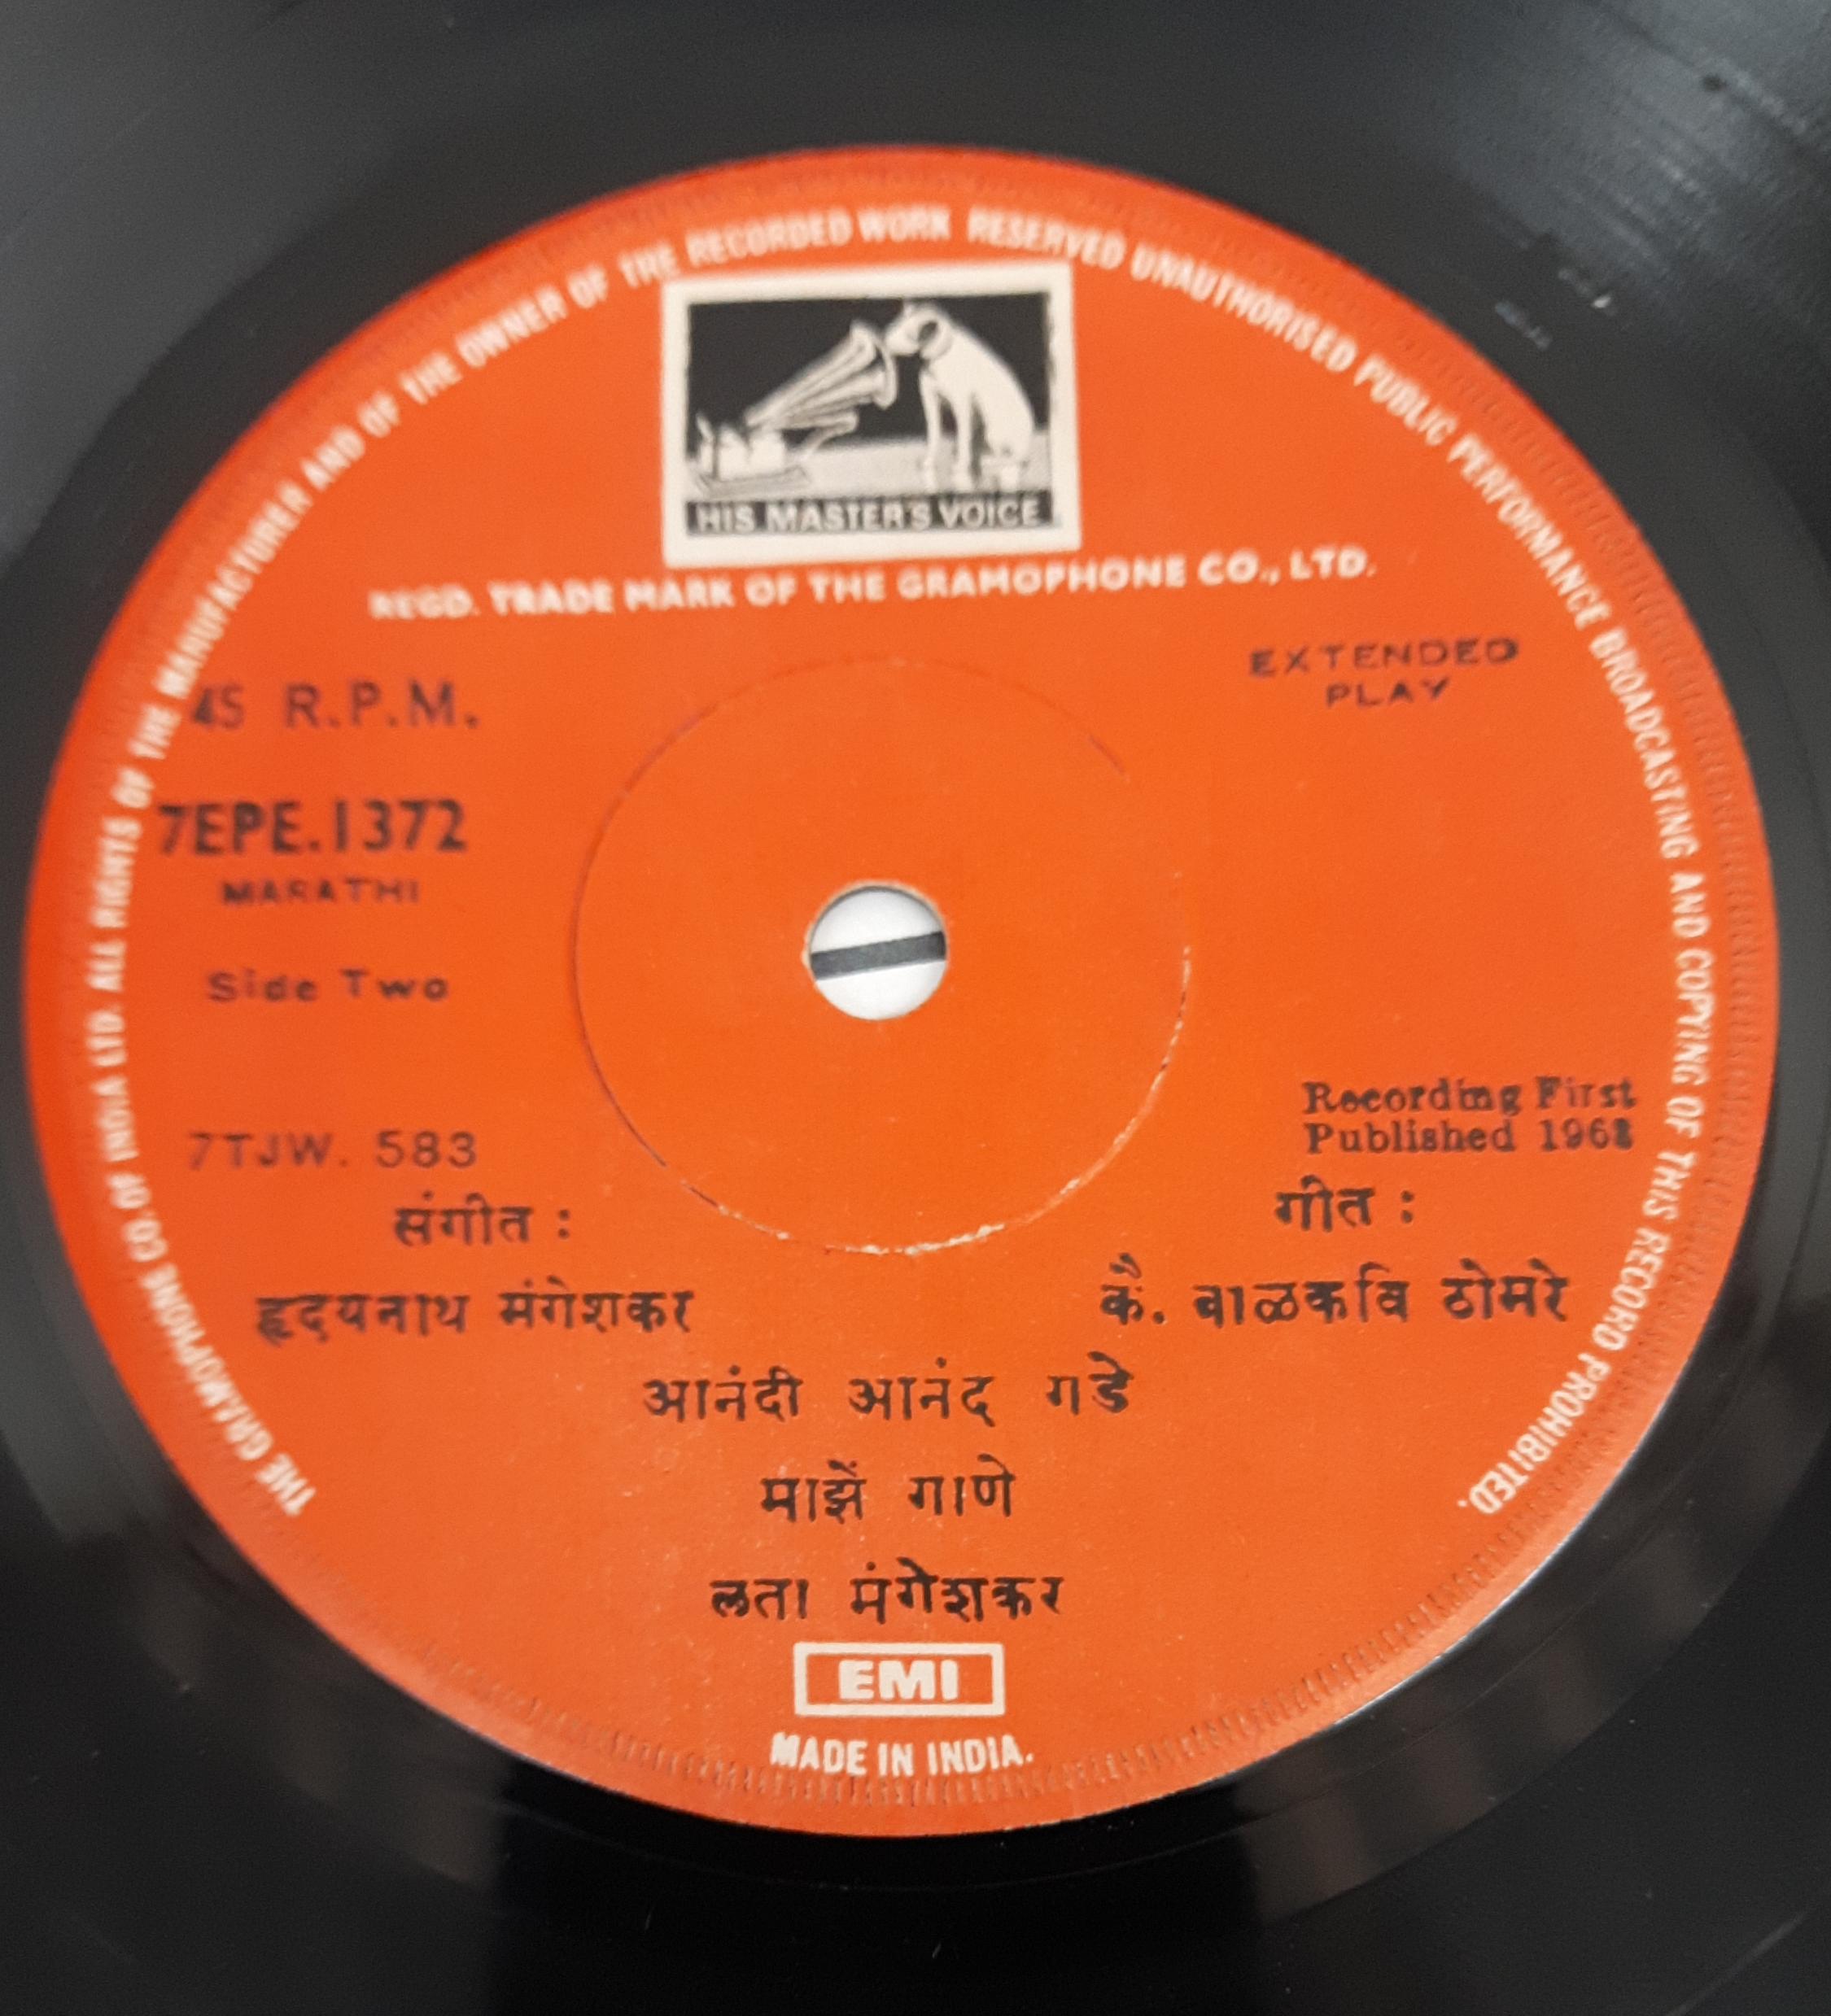 THE GRAMOPHONE CO. OF INDIA LTD. ALL RIGHTS OF THE MANUFACTURER AND OF THE OWNER OF THE RECORDED WORK RESERVED UNAUTHORISED PUBLIC PERFORMANCE BROADCASTING AND COPYING OF THIS RECORD PROHIBITED.
HIS MASTER'S VOICE
REGD. TRADE MARK OF THE GRAMOPHONE CO., LTD.
45 R.P.M.
EXTENDED
PLAY
7EPE.1372
MARATHI
Side Two
Recording First
Published 1968
7TJW. 583
संगीत :
हृदयनाथ मंगेशकर
गीत :
कै. बाळकवि ठोमरे
आनंदी आनंद गडे
माझें गाणे
लता मंगेशकर
EMI
MADE IN INDIA.